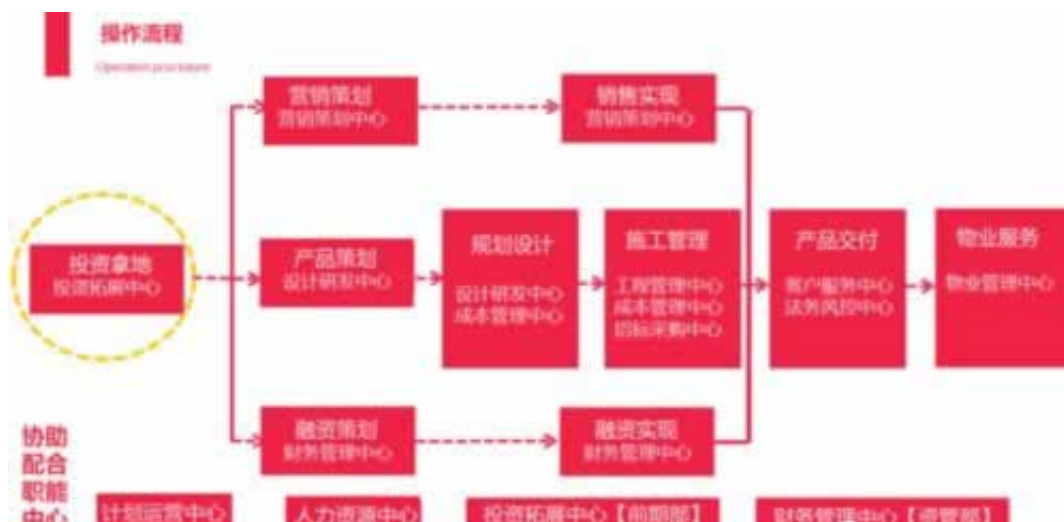 操作流程
Operation procedure
营销策划
营销策划中心
销售实现
营销策划中心
投资拿地
投资拓展中心
产品策划
设计研发中心
规划设计
设计研发中心
成本管理中心
施工管理
工程管理中心
成本管理中心
招标采购中心
产品交付
客户服务中心
法务风控中心
物业服务
物业管理中心
融资策划
财务管理中心
融资实现
财务管理中心
协助
配合
职能
中心
计划运营中心
人力资源中心
投资拓展中心【前期部】
财务管理中心【资管部】